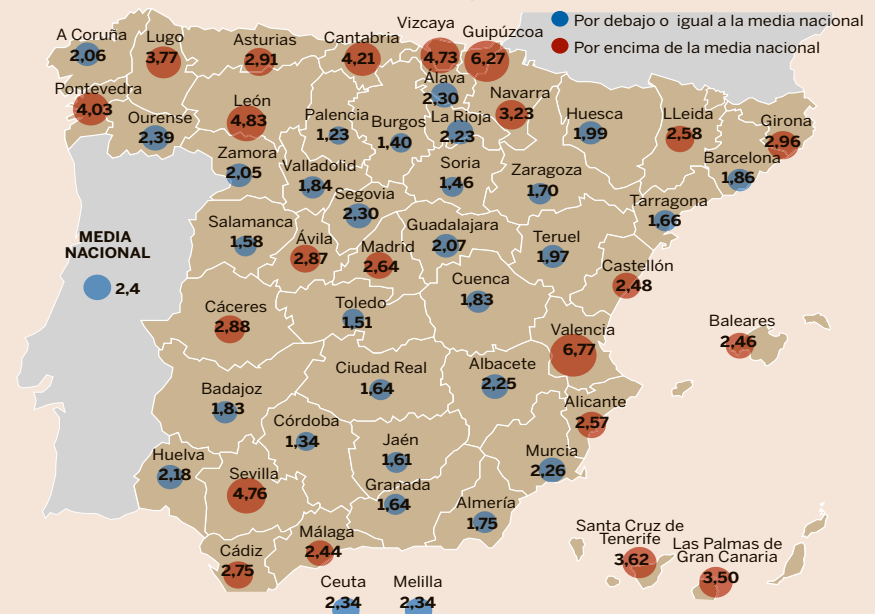 Por debajo o igual a la media nacional
Por encima de la media nacional
A Coruña
2,06
Lugo
3,77
Asturias
2,91
Cantabria
4,21
Vizcaya
4,73
Guipúzcoa
6,27
Álava
2,30
Navarra
3,23
Pontevedra
4,03
Ourense
2,39
León
4,83
Palencia
1,23
Burgos
1,40
La Rioja
2,23
Huesca
1,99
LLeida
2,58
Girona
2,96
Barcelona
1,86
Zamora
2,05
Valladolid
1,84
Soria
1,46
Zaragoza
1,70
Tarragona
1,66
Segovia
2,30
Salamanca
1,58
Ávila
2,87
Madrid
2,64
Guadalajara
2,07
Teruel
1,97
Castellón
2,48
MEDIA
NACIONAL
2,4
Cáceres
2,88
Toledo
1,51
Cuenca
1,83
Valencia
6,77
Baleares
2,46
Badajoz
1,83
Ciudad Real
1,64
Albacete
2,25
Alicante
2,57
Córdoba
1,34
Jaén
1,61
Murcia
2,26
Huelva
2,18
Sevilla
4,76
Granada
1,64
Almería
1,75
Cádiz
2,75
Málaga
2,44
Santa Cruz de
Tenerife
3,62
Las Palmas de
Gran Canaria
3,50
Ceuta
2,34
Melilla
2,34